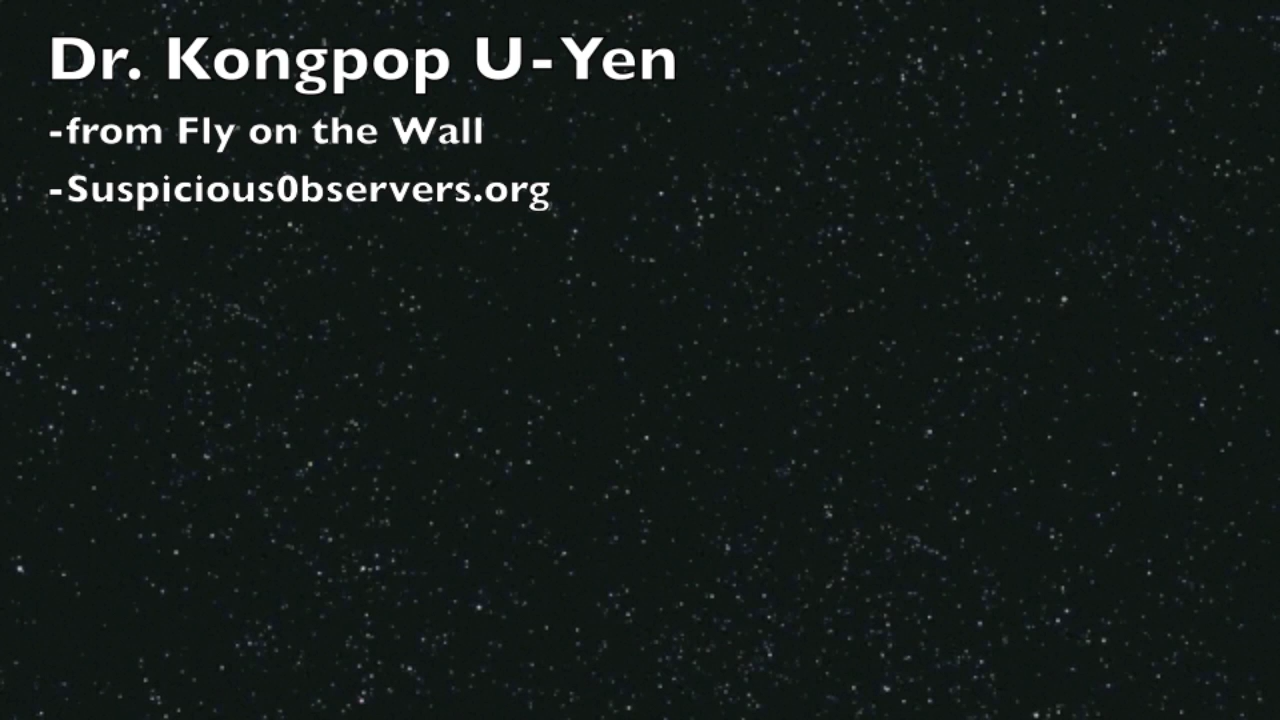 Dr. Kongpop U-Yen
-from Fly on the Wall
-Suspicious0bservers.org